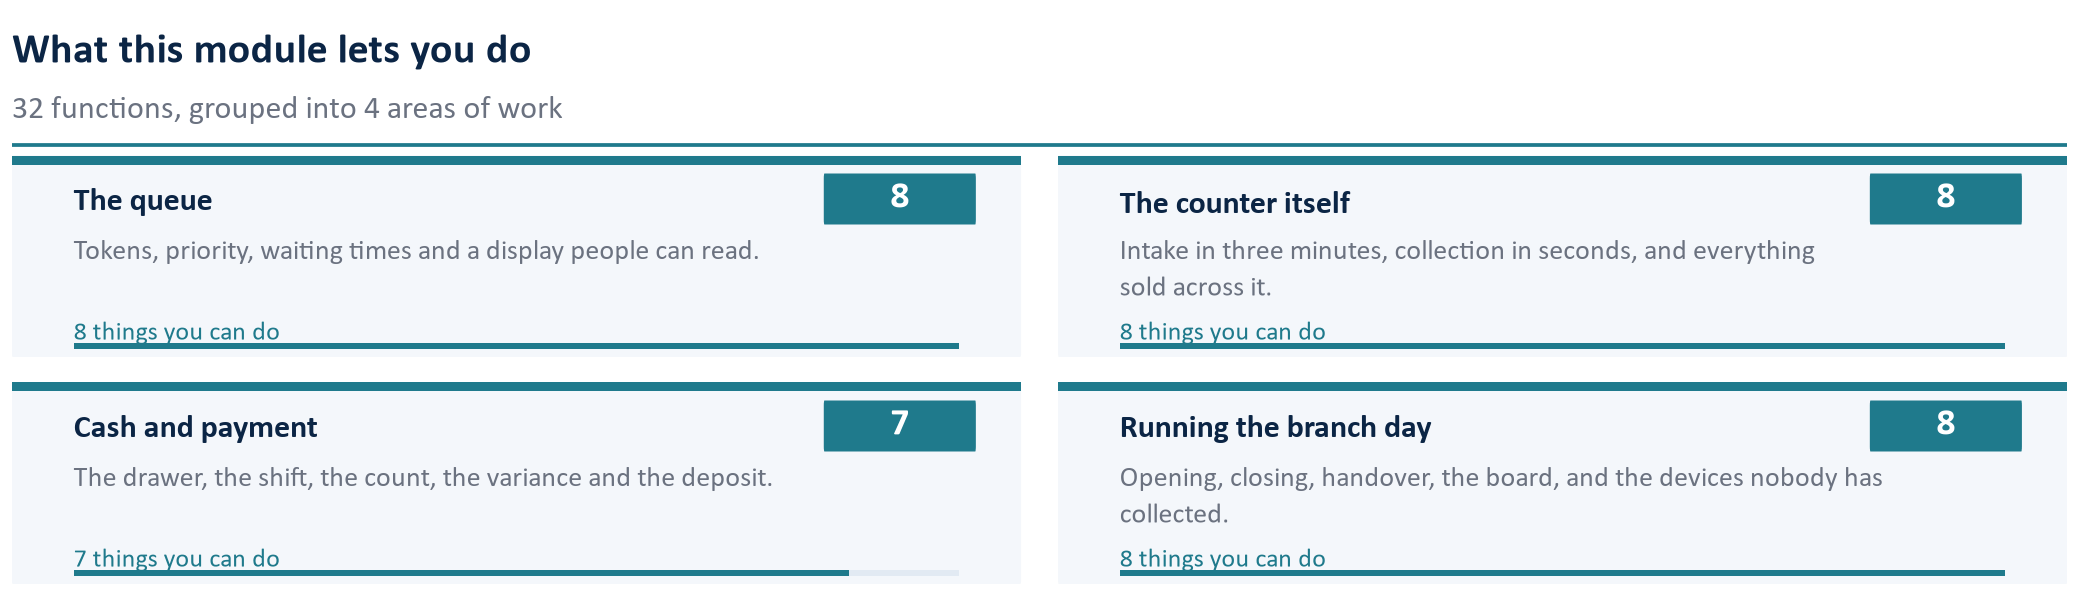 What this module lets you do
32 functions, grouped into 4 areas of work
The queue
8
Tokens, priority, waiting times and a display people can read.
8 things you can do
The counter itself
8
Intake in three minutes, collection in seconds, and everything
sold across it.
8 things you can do
Cash and payment
7
The drawer, the shift, the count, the variance and the deposit.
7 things you can do
Running the branch day
8
Opening, closing, handover, the board, and the devices nobody has
collected.
8 things you can do